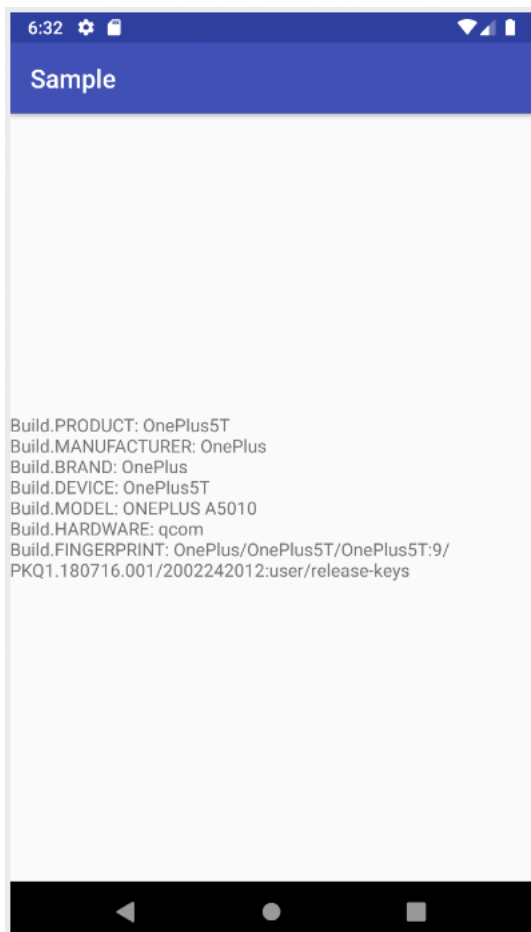 6:32
Sample
Build.PRODUCT: OnePlus5T
Build.MANUFACTURER: OnePlus
Build.BRAND: OnePlus
Build.DEVICE: OnePlus5T
Build.MODEL: ONEPLUS A5010
Build.HARDWARE: qcom
Build.FINGERPRINT: OnePlus/OnePlus5T/OnePlus5T:9/
PKQ1.180716.001/2002242012:user/release-keys